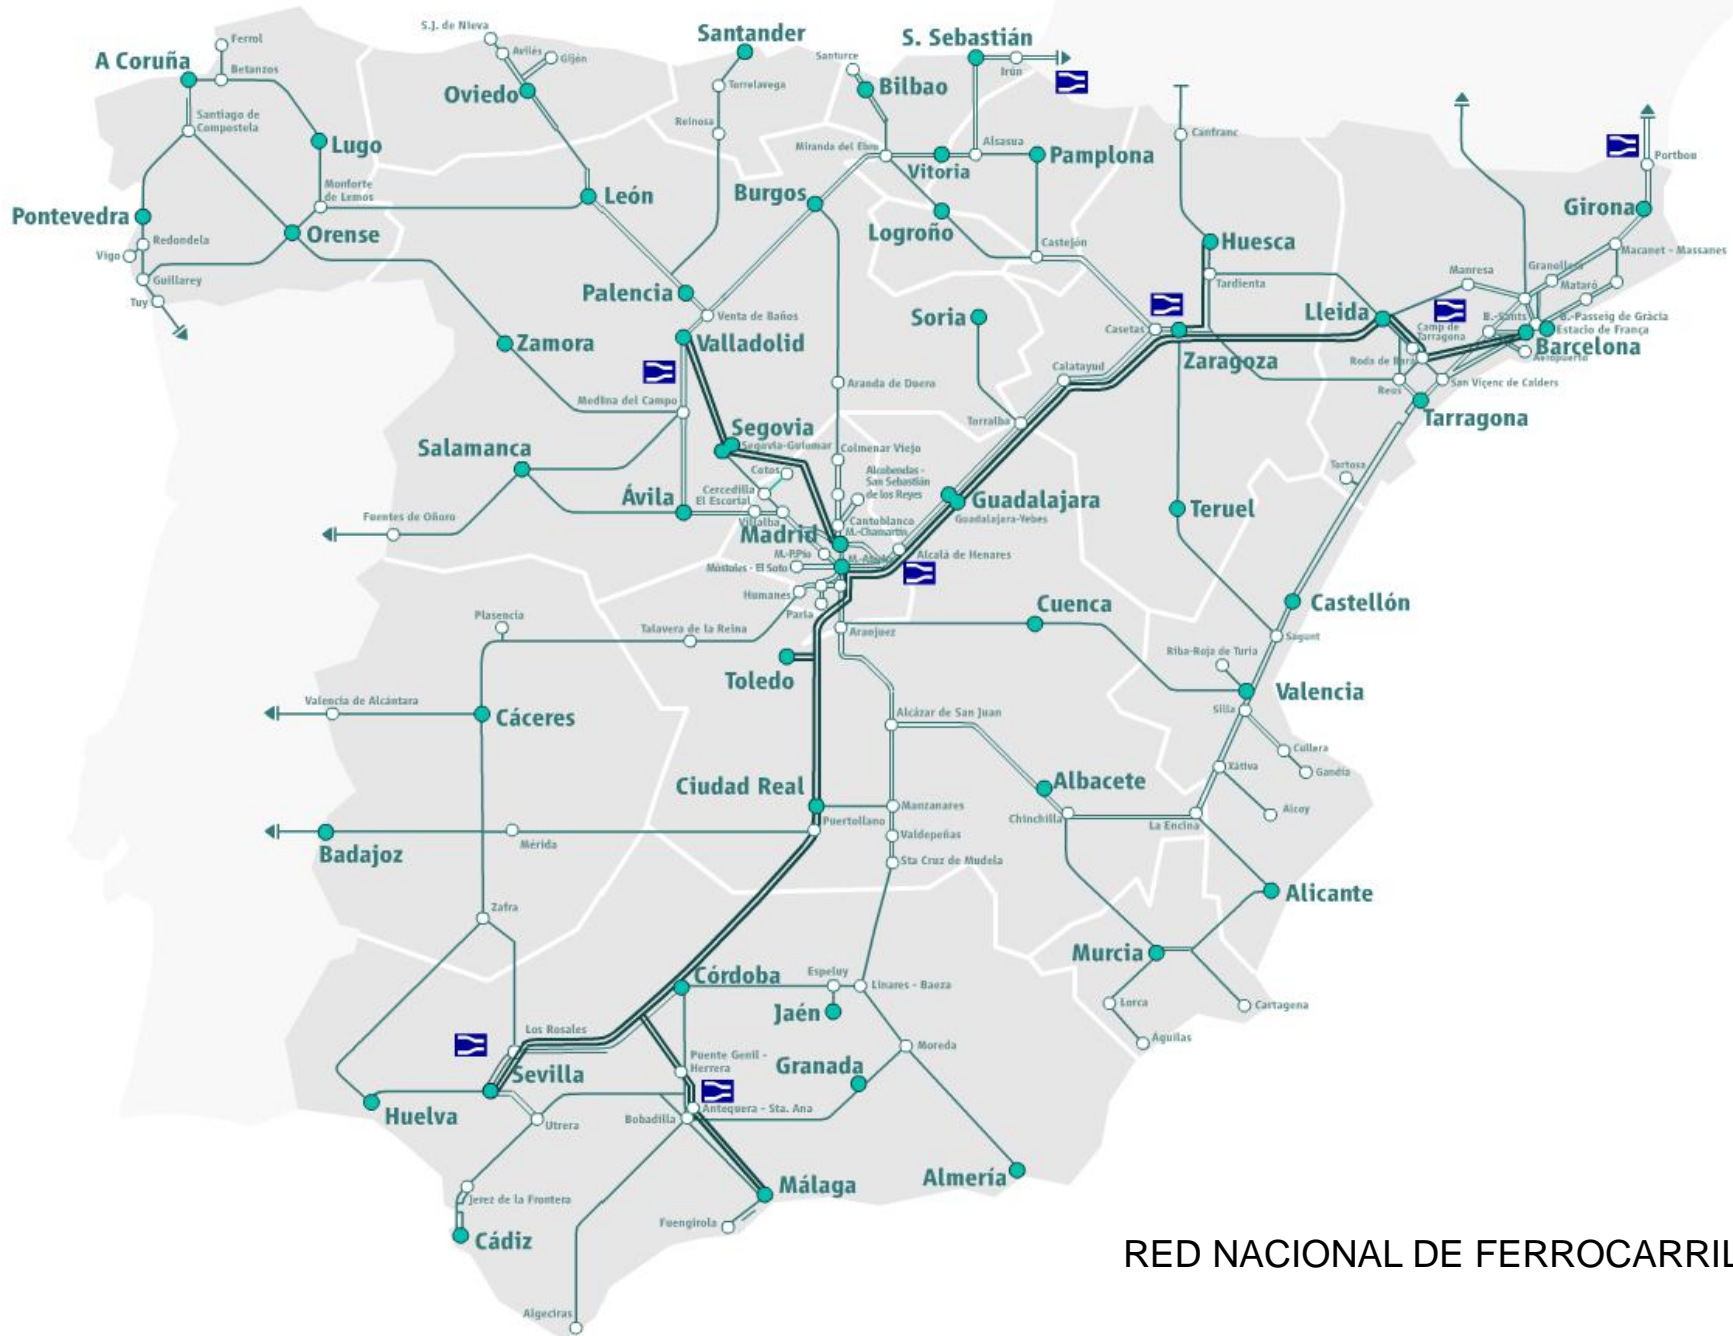 S.J. de Nieva
Ferrol
Santander
S. Sebastián
A Coruña
Avilés
Gijón
Santurce
Irún
Betanzos
Oviedo
Torrelavega
Bilbao
Santiago de
Compostela
Reinosa
Canfranc
Lugo
Miranda del Ebro
Alsasua
Pamplona
Portbou
Vitoria
Monforte
de Lemos
León
Burgos
Pontevedra
Girona
Orense
Logroño
Redondela
Huesca
Castejón
Vigo
Macanet - Massanes
Guillarey
Tardienta
Manresa
Granollers
Mataró
Palencia
Tuy
Venta de Baños
Soria
Lleida
B.-Sants
B.-Passeig de Gràcia
Estacio de França
Casetas
Camp de
Tarragona
Zamora
Valladolid
Zaragoza
Barcelona
Aeropuerto
Roda de Bara
Calatayud
Aranda de Duero
San Viçenc de Calders
Reus
Medina del Campo
Tarragona
Torralba
Segovia
Segovia-Guiomar
Colmenar Viejo
Salamanca
Cotos
Alcobendas -
San Sebastián
de los Reyes
Tortosa
Cercedilla
El Escorial
Ávila
Guadalajara
Teruel
Fuentes de Oñoro
Villalba
Cantoblanco
Guadalajara-Yebes
Madrid
M.-Chamartín
M.-P.Pío
Alcalá de Henares
Móstoles - El Soto
Humanes
Parla
Cuenca
Castellón
Plasencia
Talavera de la Reina
Aranjuez
Sagunt
Riba-Roja de Turia
Toledo
Valencia
Valencia de Alcántara
Cáceres
Silla
Alcázar de San Juan
Cullera
Gandia
Xátiva
Ciudad Real
Albacete
Manzanares
Alcoy
Puertollano
Chinchilla
La Encina
Valdepeñas
Mérida
Badajoz
Sta Cruz de Mudela
Alicante
Zafra
Murcia
Córdoba
Espeluy
Linares - Baeza
Lorca
Cartagena
Jaén
Los Rosales
Águilas
Moreda
Puente Genil -
Herrera
Granada
Sevilla
Huelva
Antequera - Sta. Ana
Utrera
Bobadilla
Almería
Málaga
Jerez de la Frontera
Fuengirola
Cádiz
RED NACIONAL DE FERROCARRIL
Algeciras